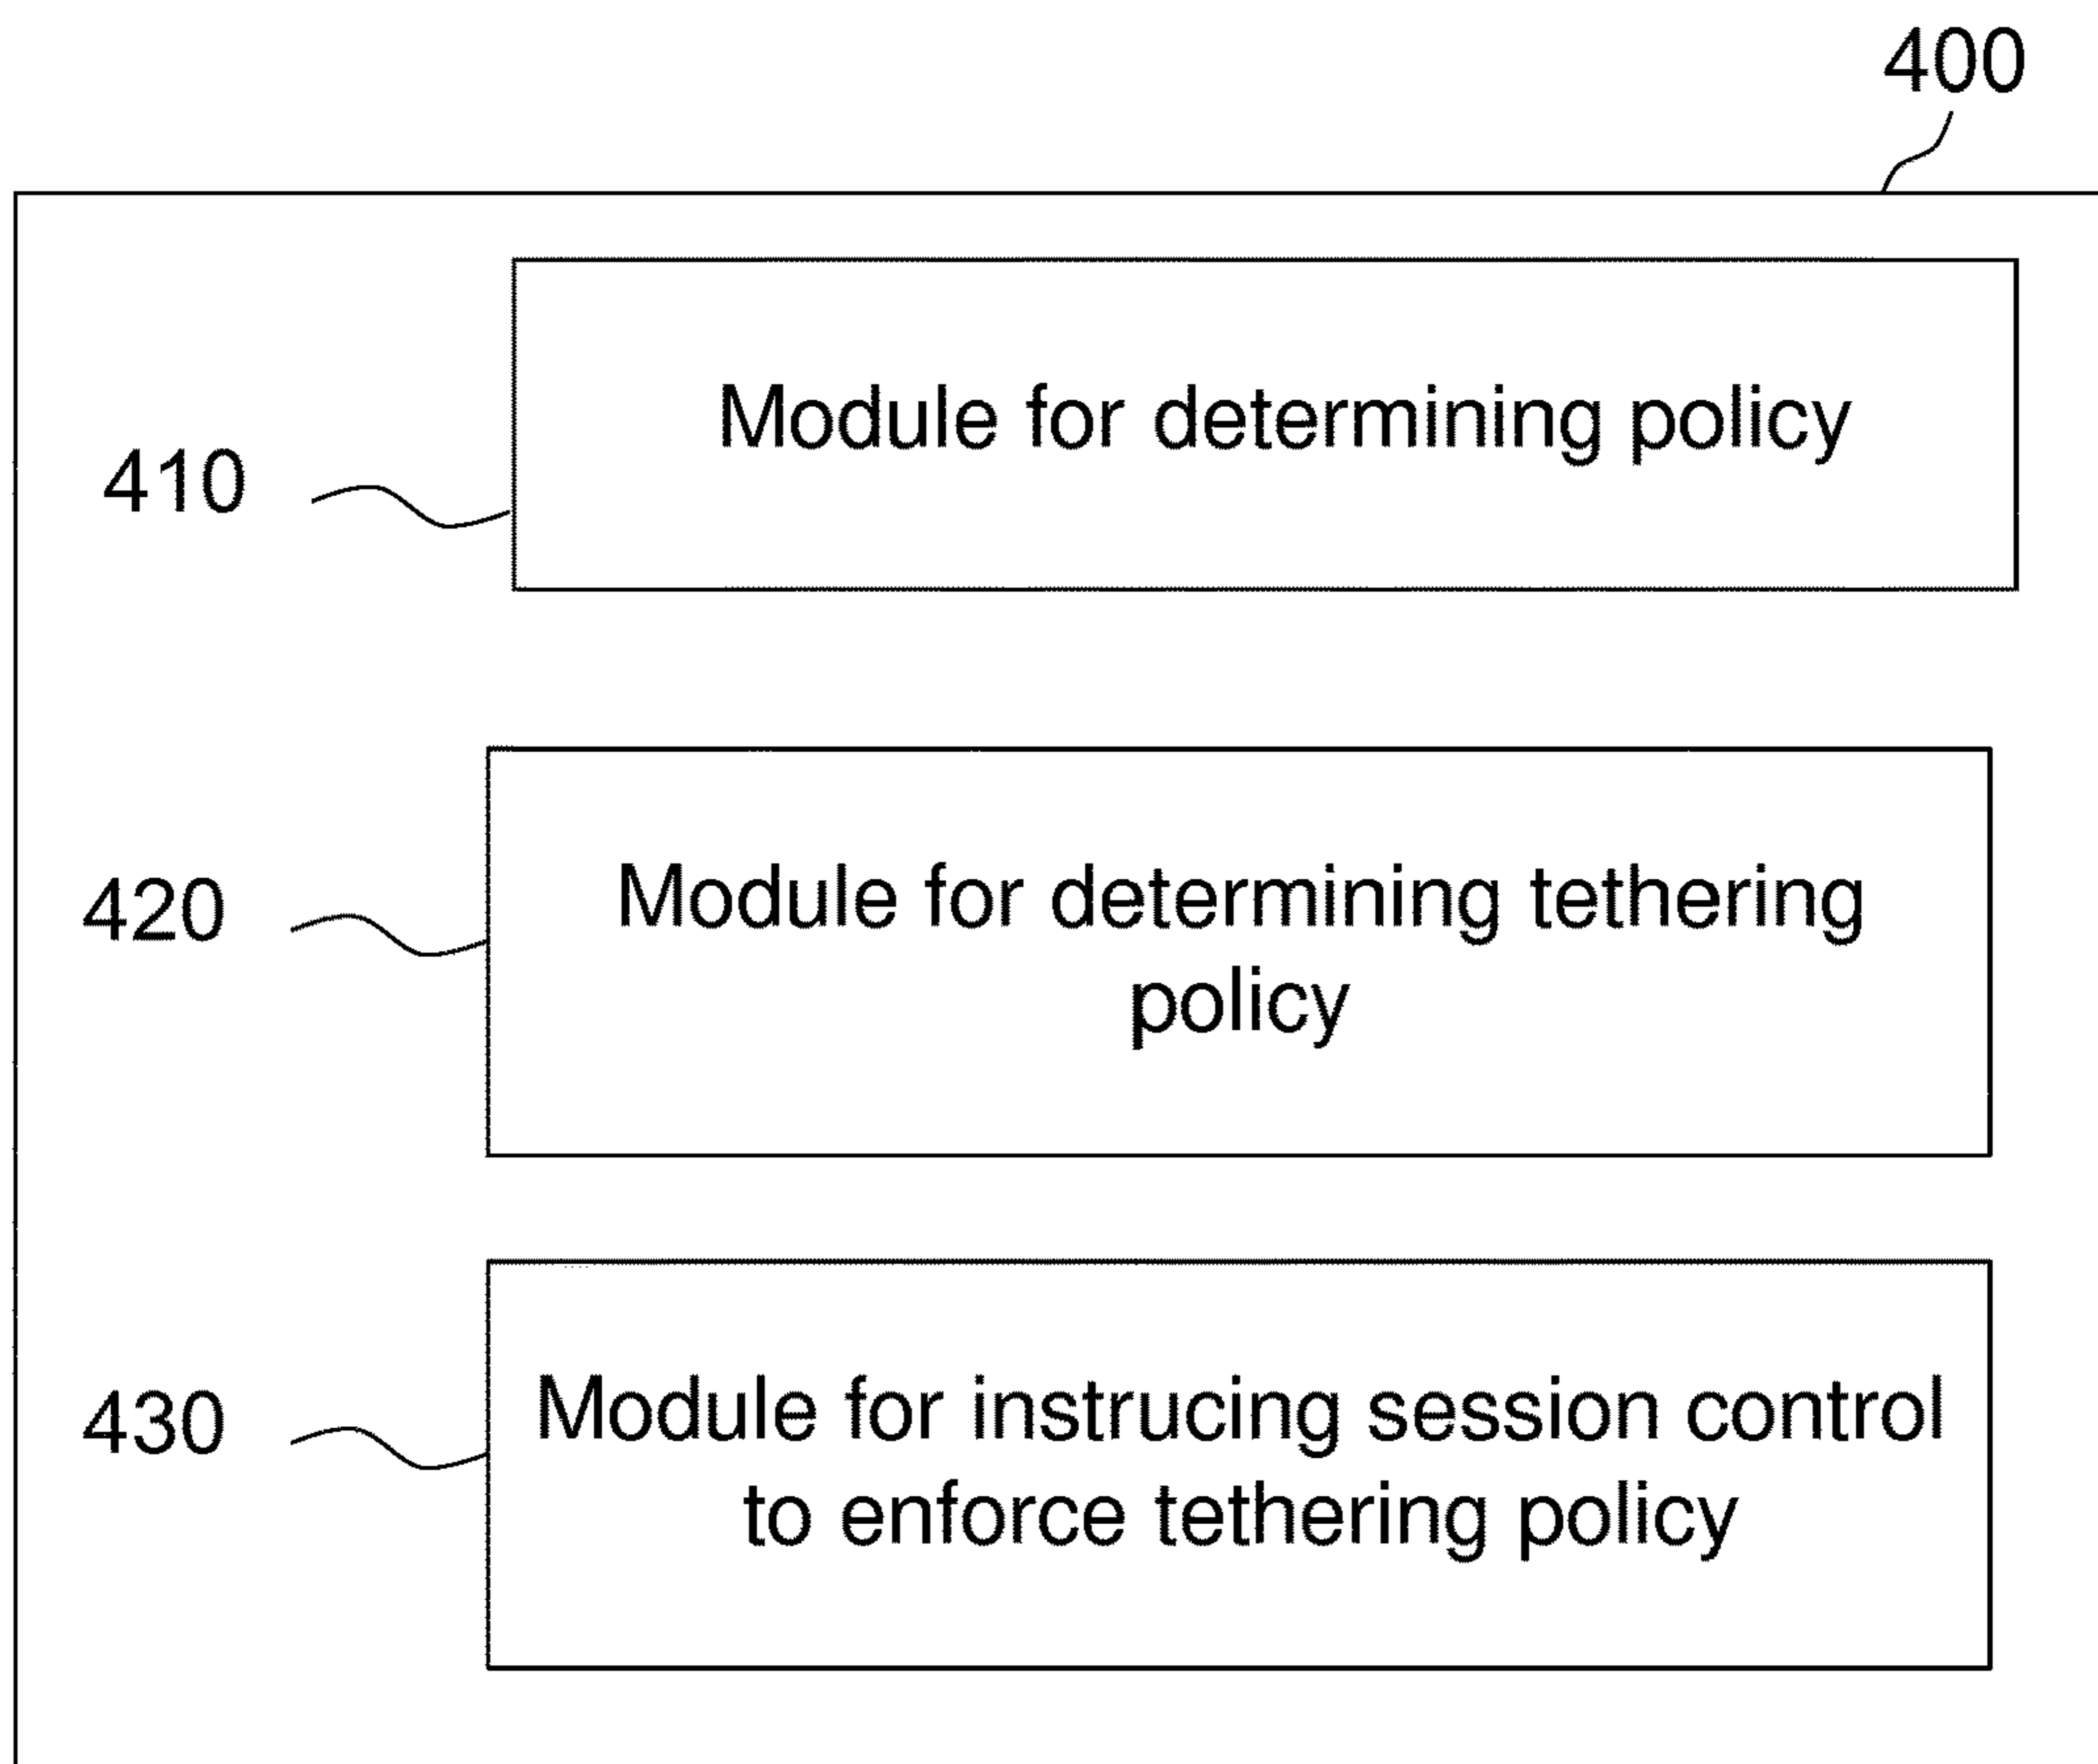 400
Module for determining policy
410
Module for determining tethering
policy
420
Module for instrucing session control
to enforce tethering policy
430